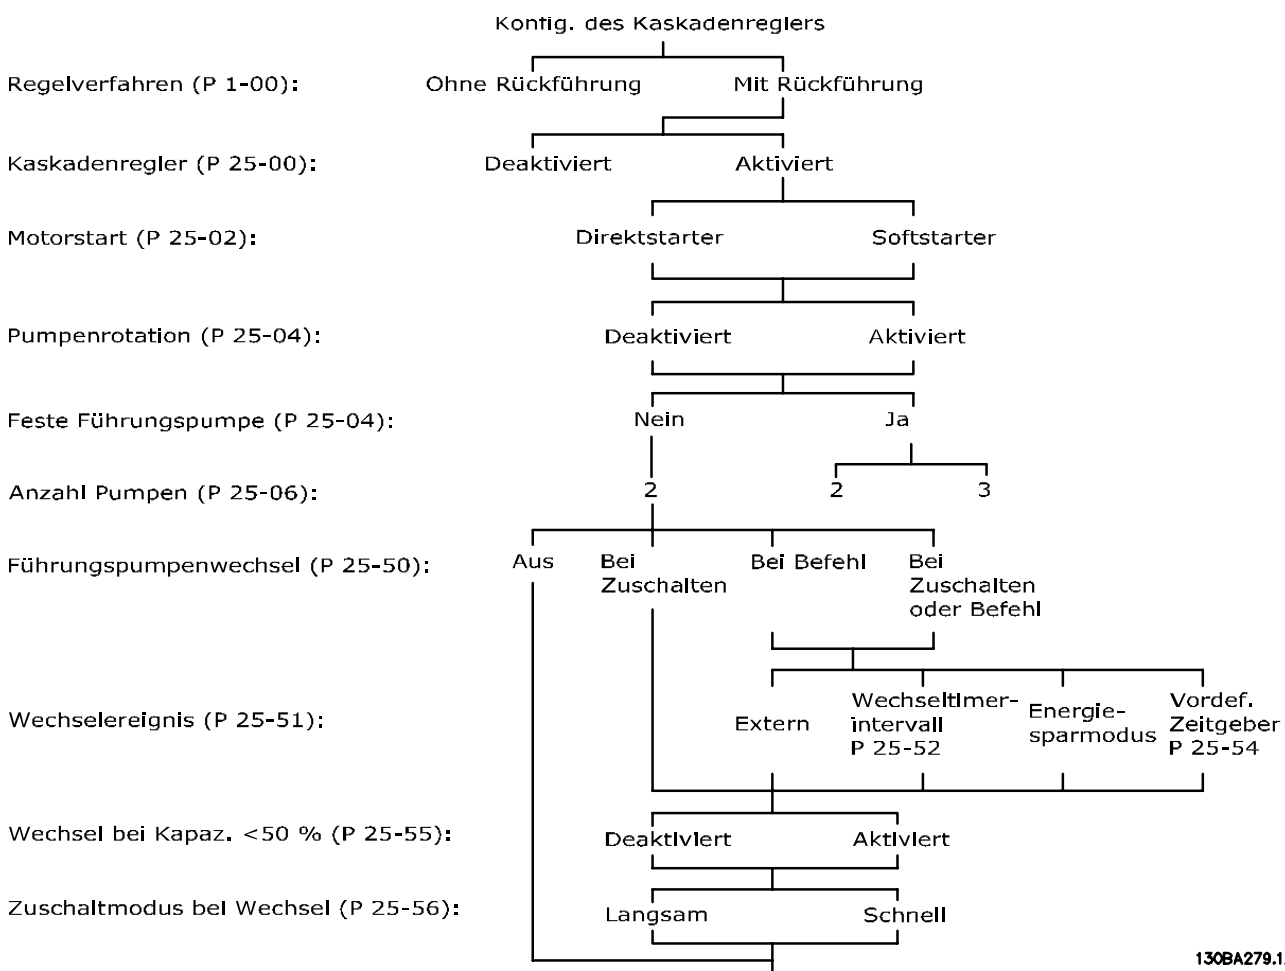 Konfig. des Kaskadenreglers
Regelverfahren (P 1-00): Ohne Rückführung Mit Rückführung
Kaskadenregler (P 25-00): Deaktiviert Aktiviert
Motorstart (P 25-02): Direktstarter Softstarter
Pumpenrotation (P 25-04): Deaktiviert Aktiviert
Feste Führungspumpe (P 25-04): Nein Ja
Anzahl Pumpen (P 25-06): 2 2 3
Führungspumpenwechsel (P 25-50): Aus Bei Zuschalten Bei Befehl Bei Zuschalten oder Befehl
Wechselereignis (P 25-51): Extern Wechseltimer-intervall P 25-52 Energie-sparmodus Vordef. Zeitgeber P 25-54
Wechsel bei Kapaz. <50 % (P 25-55): Deaktiviert Aktiviert
Zuschaltmodus bei Wechsel (P 25-56): Langsam Schnell
130BA279.1